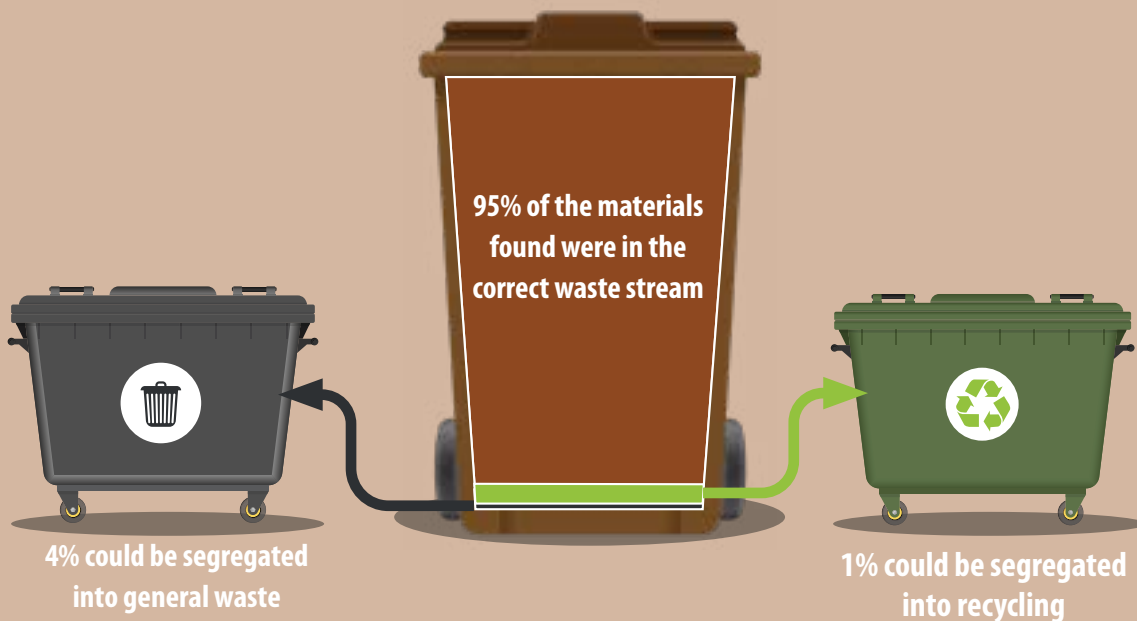 95% of the materials
found were in the
correct waste stream
4% could be segregated
into general waste
1% could be segregated
into recycling